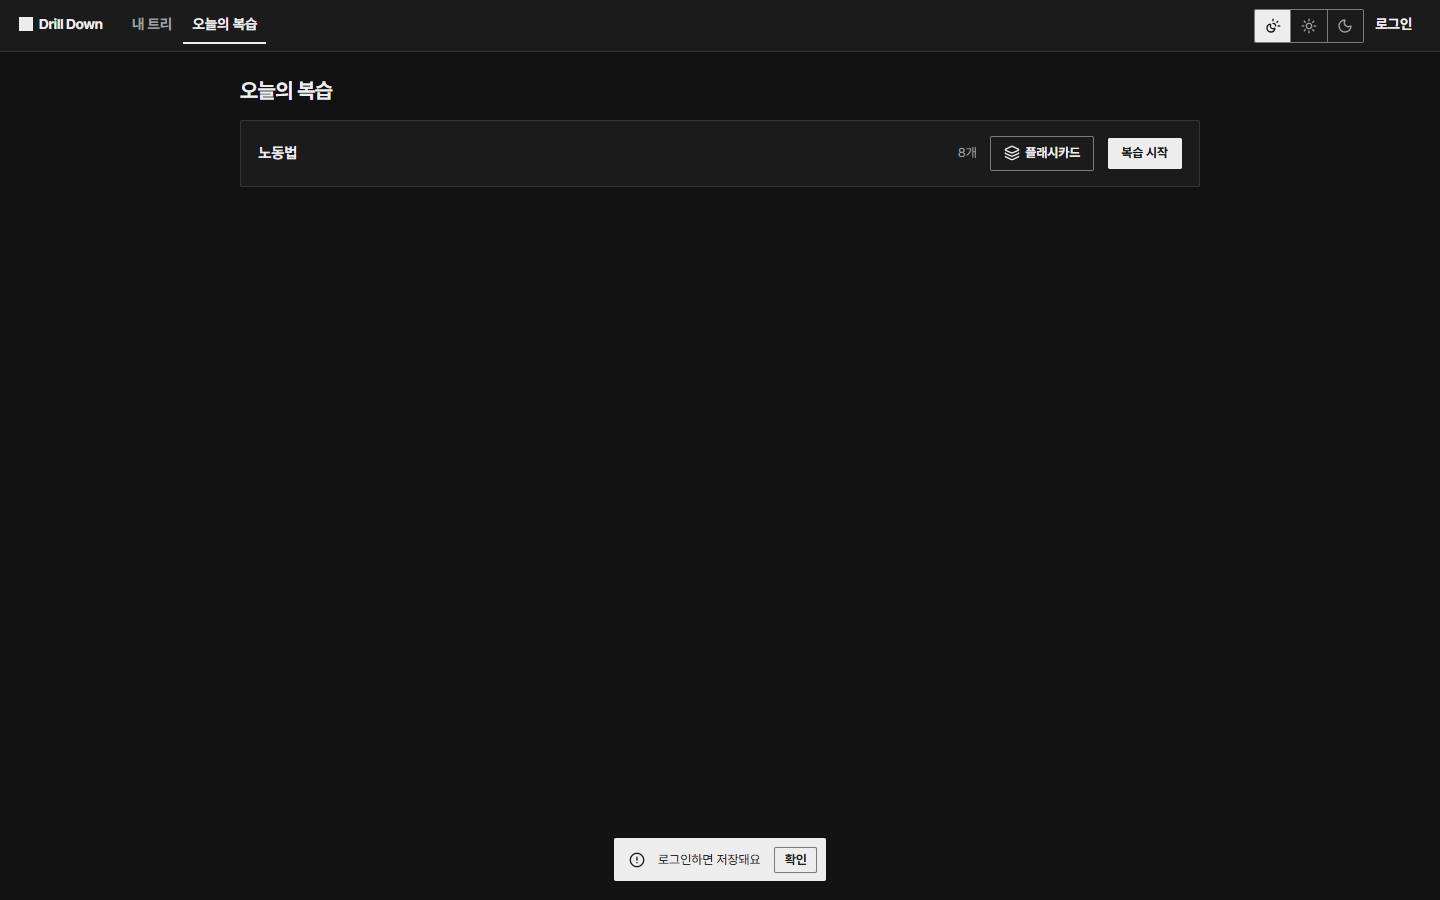 Drill Down
내 트리
오늘의 복습
로그인
오늘의 복습
노동법
8개
플래시카드
복습 시작
로그인하면 저장돼요
확인